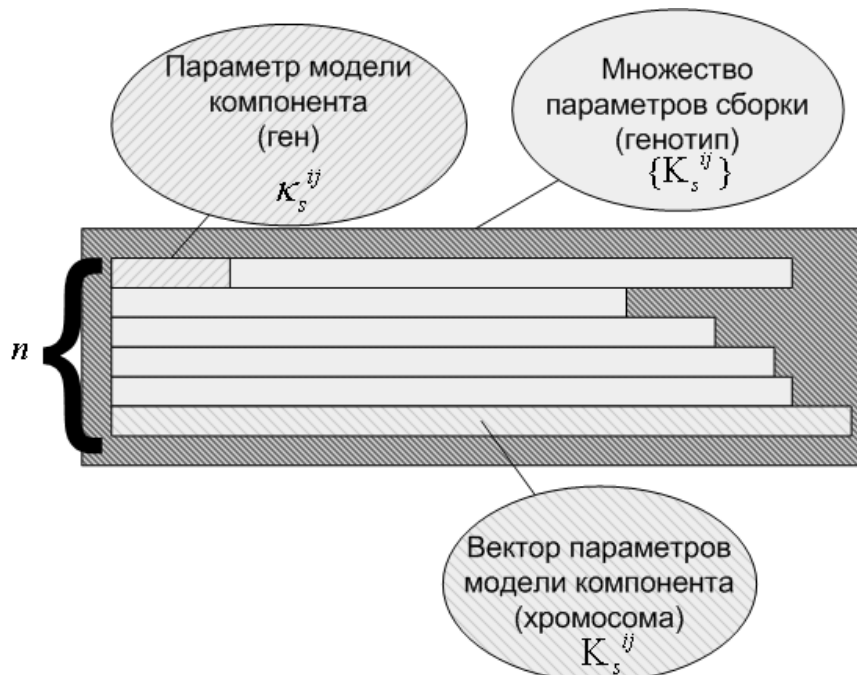 Параметр модели
компонента
(ген)
κ_s^{ij}
Множество
параметров сборки
(генотип)
{K_s^{ij}}
n
Вектор параметров
модели компонента
(хромосома)
K_s^{ij}